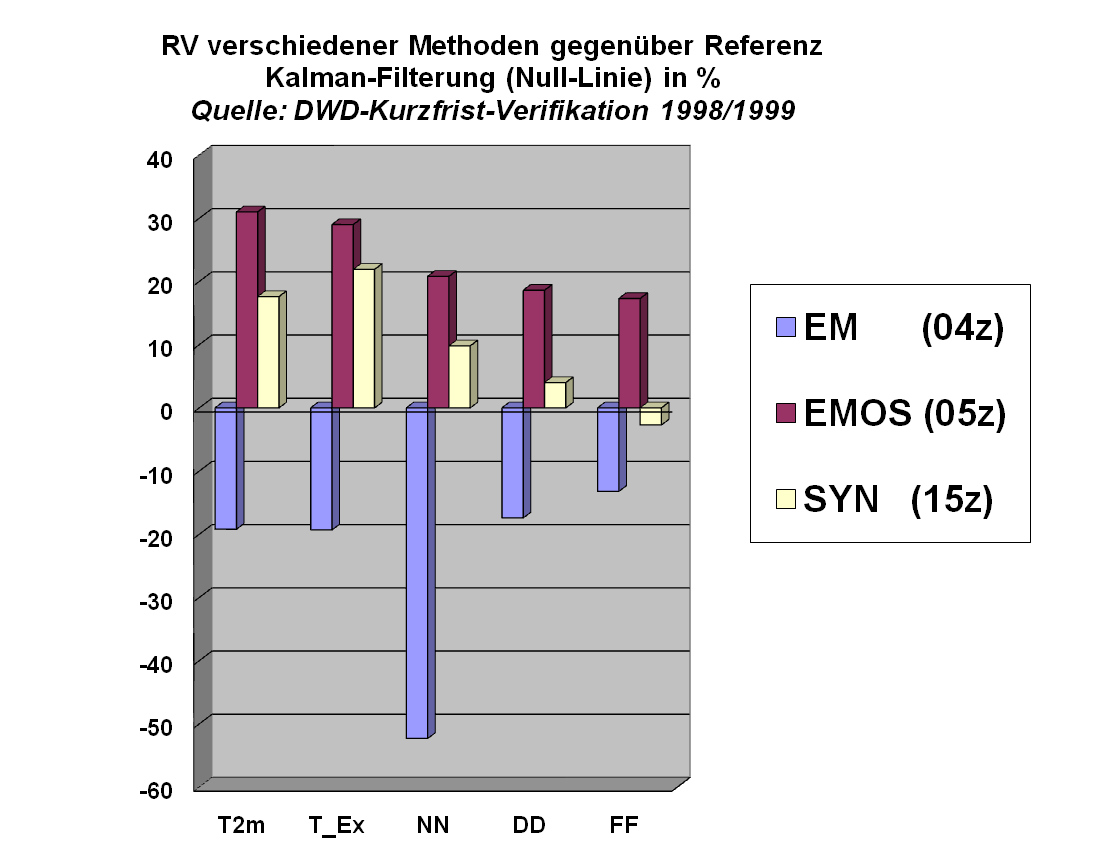 RV verschiedener Methoden gegenüber Referenz
Kalman-Filterung (Null-Linie) in %
Quelle: DWD-Kurzfrist-Verifikation 1998/1999
40
30
20
10
0
-10
-20
-30
-40
-50
-60
T2m T_Ex NN DD FF
EM (04z)
EMOS (05z)
SYN (15z)